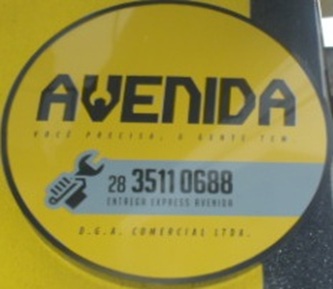 AVENIDA
VOCÊ PRECISA, A GENTE TEM.
28 3511 0688
ENTREGA EXPRESS AVENIDA
D.G.A. COMERCIAL LTDA.